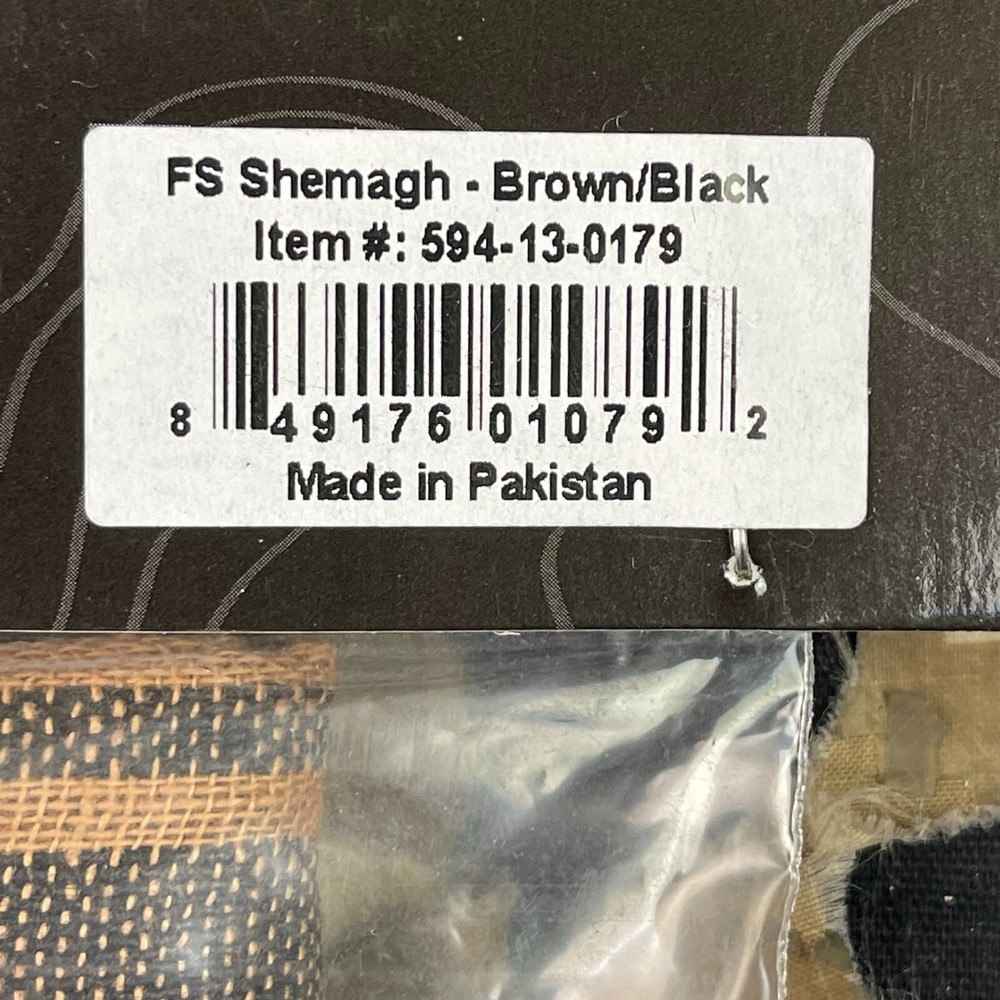 FS Shemagh - Brown/Black
Item #: 594-13-0179
8 49176 01079 2
Made in Pakistan